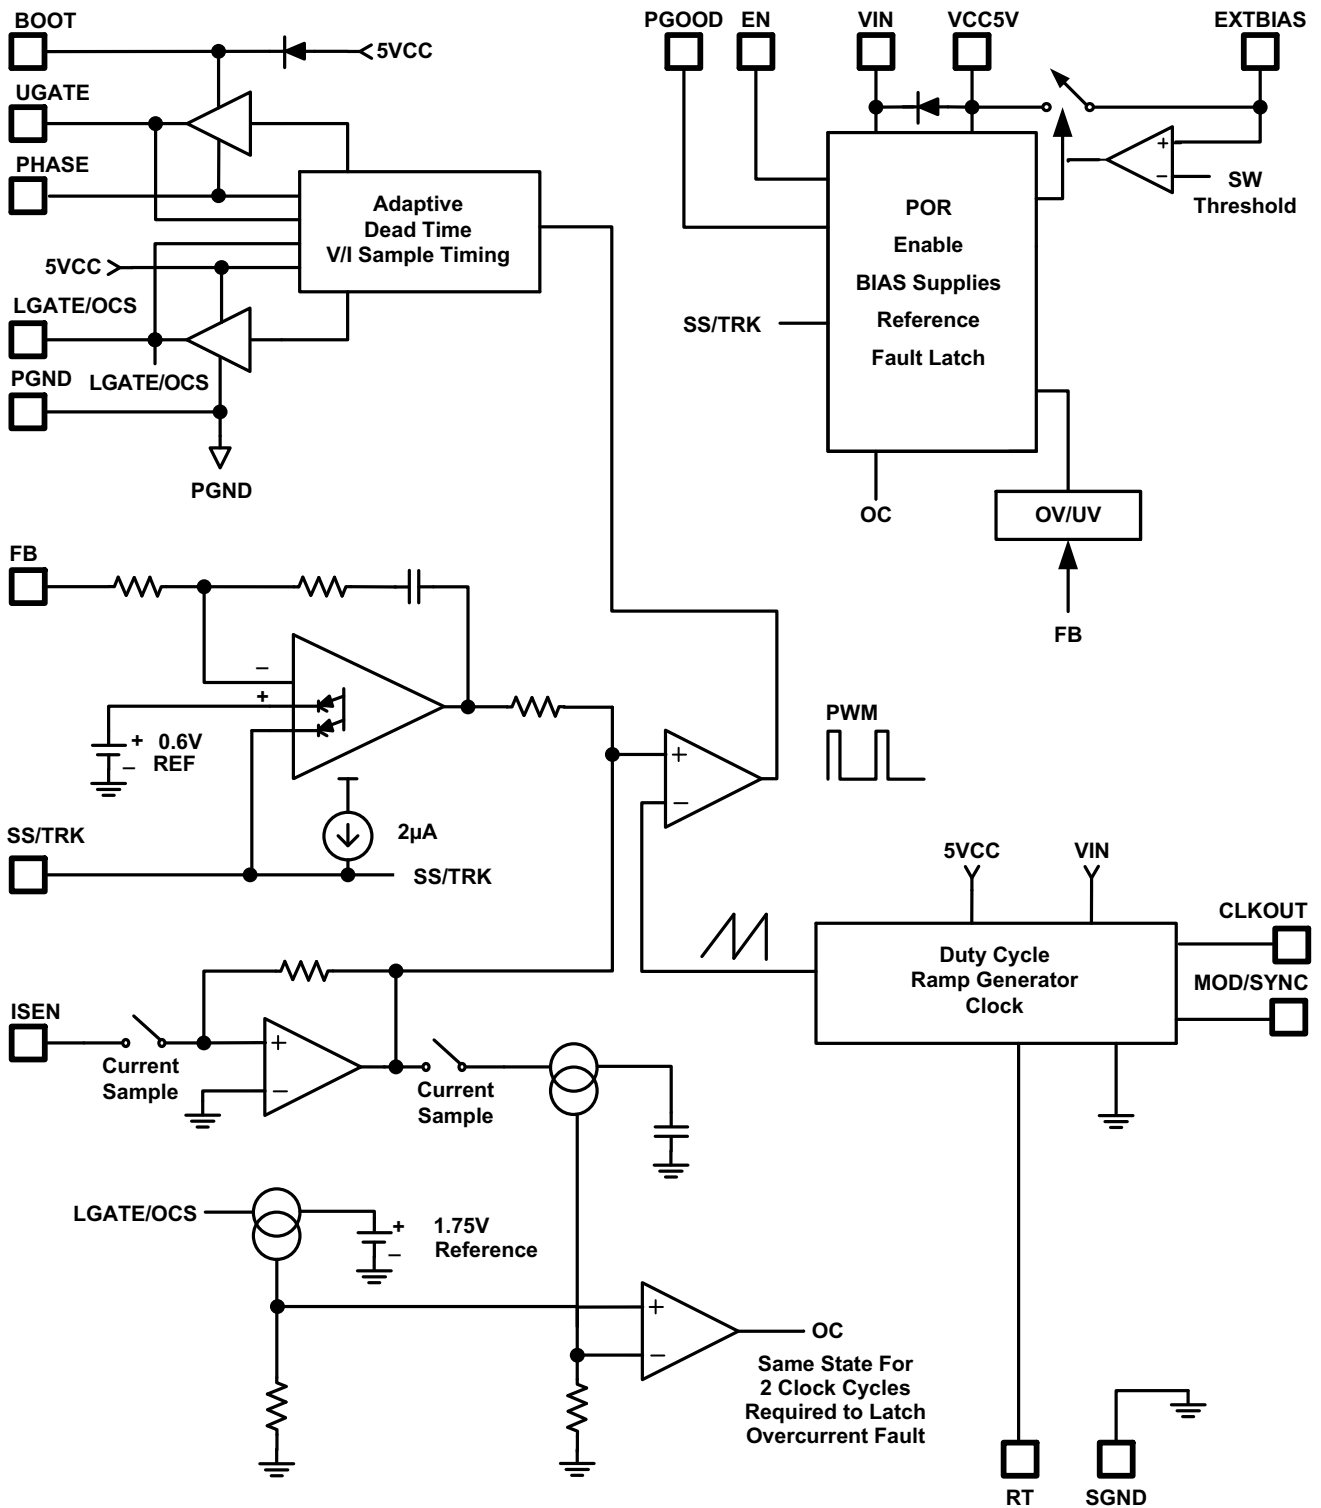 BOOT
5VCC
UGATE
PHASE
Adaptive
Dead Time
V/I Sample Timing
5VCC
LGATE/OCS
LGATE/OCS
PGND
PGND
PGOOD
EN
VIN
VCC5V
EXTBIAS
+
−
SW
Threshold
POR
Enable
BIAS Supplies
Reference
Fault Latch
SS/TRK
OC
OV/UV
FB
FB
−
+
+
−
0.6V
REF
2µA
SS/TRK
SS/TRK
+
−
PWM
5VCC
VIN
Duty Cycle
Ramp Generator
Clock
CLKOUT
MOD/SYNC
ISEN
Current
Sample
+
−
Current
Sample
LGATE/OCS
+
−
1.75V
Reference
+
−
OC
Same State For
2 Clock Cycles
Required to Latch
Overcurrent Fault
RT
SGND